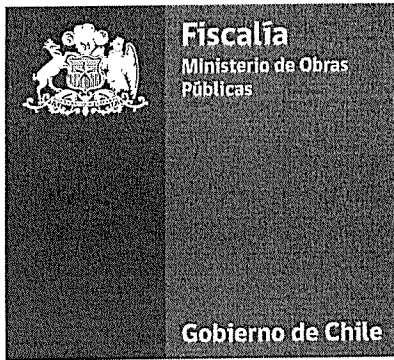 Fiscalía
Ministerio de Obras
Públicas
Gobierno de Chile